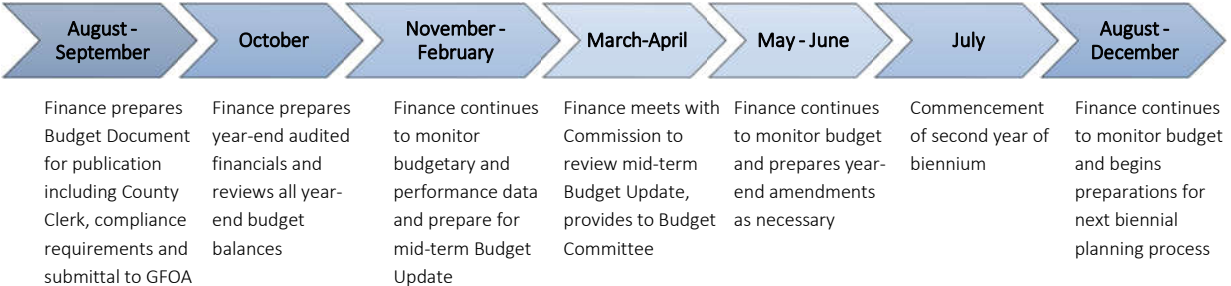 August -
September
October
November -
February
March-April
May - June
July
August -
December
Finance prepares
Budget Document
for publication
including County
Clerk, compliance
requirements and
submittal to GFOA
Finance prepares
year-end audited
financials and
reviews all year-
end budget
balances
Finance continues
to monitor
budgetary and
performance data
and prepare for
mid-term Budget
Update
Finance meets with
Commission to
review mid-term
Budget Update,
provides to Budget
Committee
Finance continues
to monitor budget
and prepares year-
end amendments
as necessary
Commencement
of second year of
biennium
Finance continues
to monitor budget
and begins
preparations for
next biennial
planning process